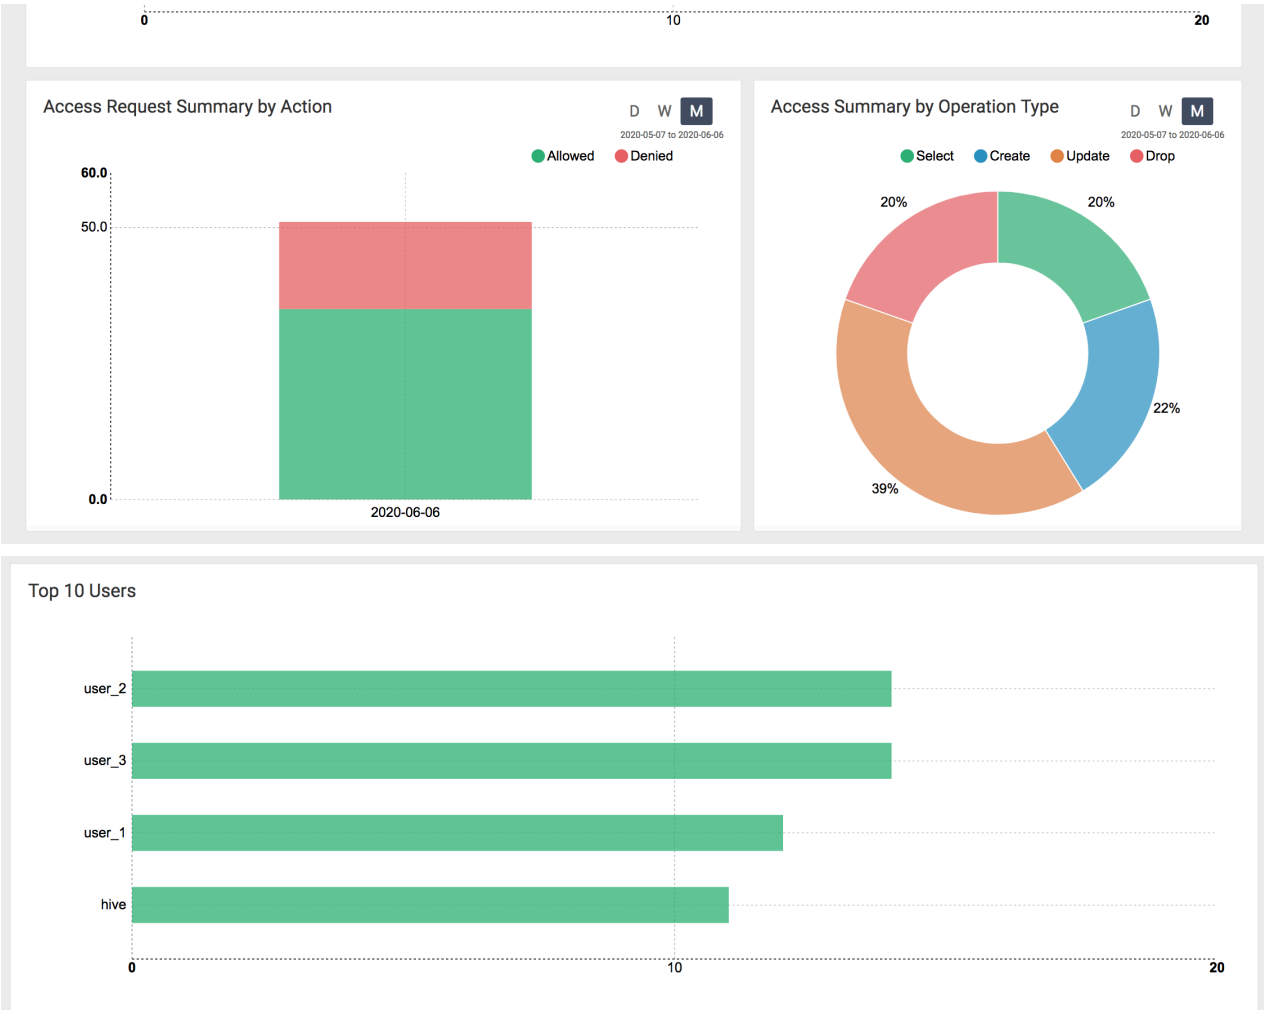 0 10 20
Access Request Summary by Action
D W M
2020-05-07 to 2020-06-06
Allowed Denied
60.0
50.0
0.0
2020-06-06
Access Summary by Operation Type
D W M
2020-05-07 to 2020-06-06
Select Create Update Drop
20% 20%
22%
39%
Top 10 Users
user_2
user_3
user_1
hive
0 10 20